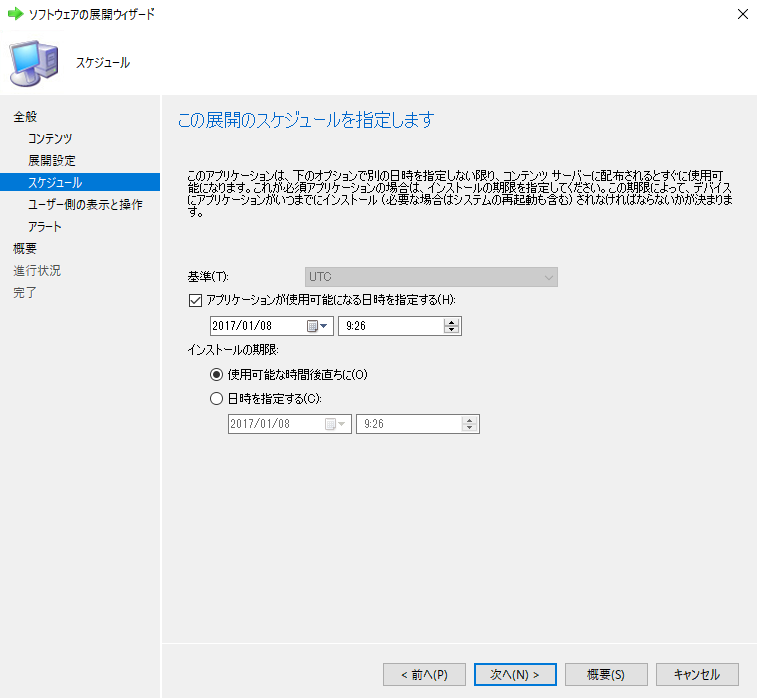 ソフトウェアの展開ウィザード
スケジュール
全般
コンテンツ
展開設定
スケジュール
ユーザー側の表示と操作
アラート
概要
進行状況
完了
この展開のスケジュールを指定します
このアプリケーションは、下のオプションで別の日時を指定しない限り、コンテンツ サーバーに配布されるとすぐに使用可
能になります。これが必須アプリケーションの場合は、インストールの期限を指定してください。この期限によって、デバイス
にアプリケーションがいつまでにインストール (必要な場合はシステムの再起動も含む) されなければならないかが決まりま
す。
基準(T):
UTC
アプリケーションが使用可能になる日時を指定する(H):
2017/01/08
9:26
インストールの期限:
使用可能な時間後直ちに(O)
日時を指定する(C):
2017/01/08
9:26
< 前へ(P)
次へ(N) >
概要(S)
キャンセル